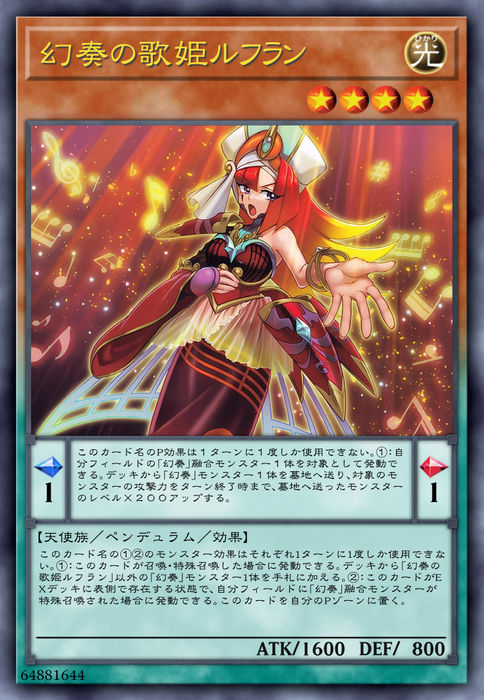 幻奏の歌姫ルフラン
ひかり
光
このカード名のP効果は1ターンに1度しか使用できない。①:自
分フィールドの「幻奏」融合モンスター1体を対象として発動で
きる。デッキから「幻奏」モンスター1体を墓地へ送り、対象のモ
ンスターの攻撃力をターン終了時まで、墓地へ送ったモンスター
のレベル×200アップする。
1
1
【天使族/ペンデュラム/効果】
このカード名の①②のモンスター効果はそれぞれ1ターンに1度しか使用できな
い。①:このカードが召喚・特殊召喚した場合に発動できる。デッキから「幻奏の
歌姫ルフラン」以外の「幻奏」モンスター1体を手札に加える。②:このカードがE
Xデッキに表側で存在する状態で、自分フィールドに「幻奏」融合モンスターが
特殊召喚された場合に発動できる。このカードを自分のPゾーンに置く。
ATK/1600 DEF/ 800
64881644